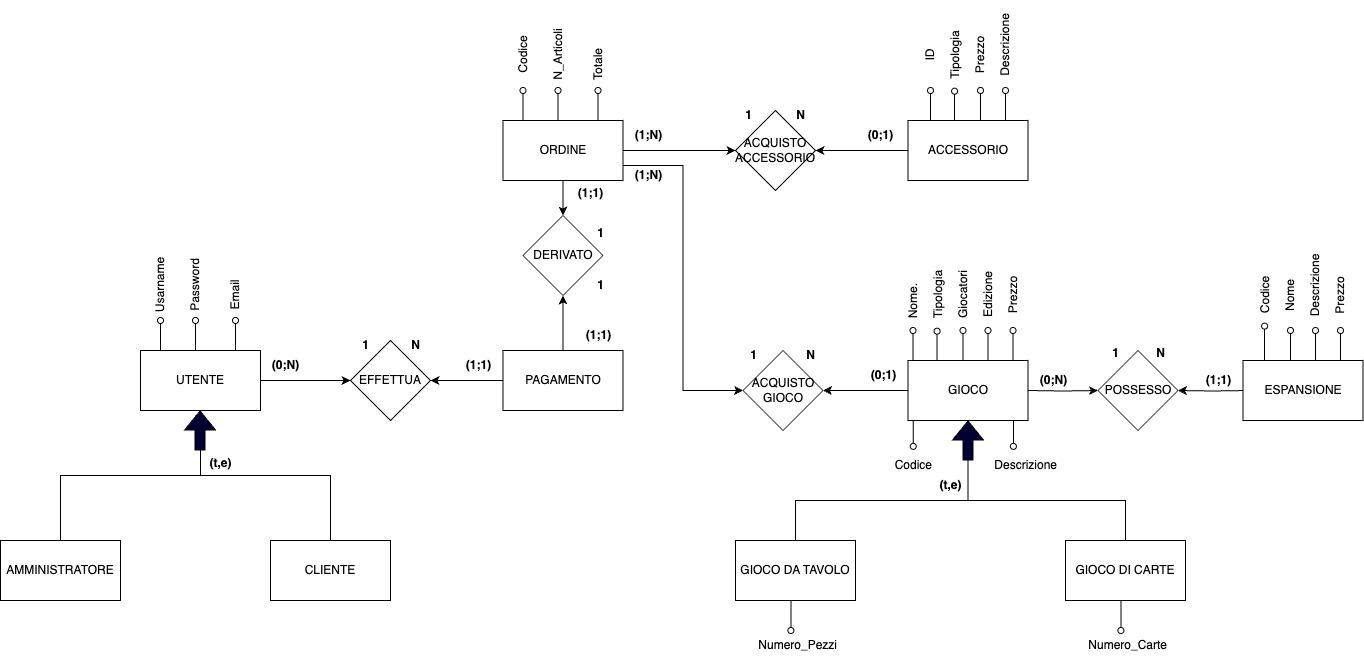 Codice
N_Articoli
Totale
ID
Tipologia
Prezzo
Descrizione
1
N
(1;N)
ORDINE
ACQUISTO
ACCESSORIO
(0;1)
ACCESSORIO
(1;N)
(1;1)
1
DERIVATO
1
Usarname
Password
Email
(1;1)
Nome.
Tipologia
Giocatori
Edizione
Prezzo
Codice
Nome
Descrizione
Prezzo
1
N
1
N
1
N
UTENTE
(0;N)
EFFETTUA
(1;1)
PAGAMENTO
ACQUISTO
GIOCO
(0;1)
GIOCO
(0;N)
POSSESSO
(1;1)
ESPANSIONE
(t,e)
Codice
Descrizione
(t,e)
AMMINISTRATORE
CLIENTE
GIOCO DA TAVOLO
GIOCO DI CARTE
Numero_Pezzi
Numero_Carte